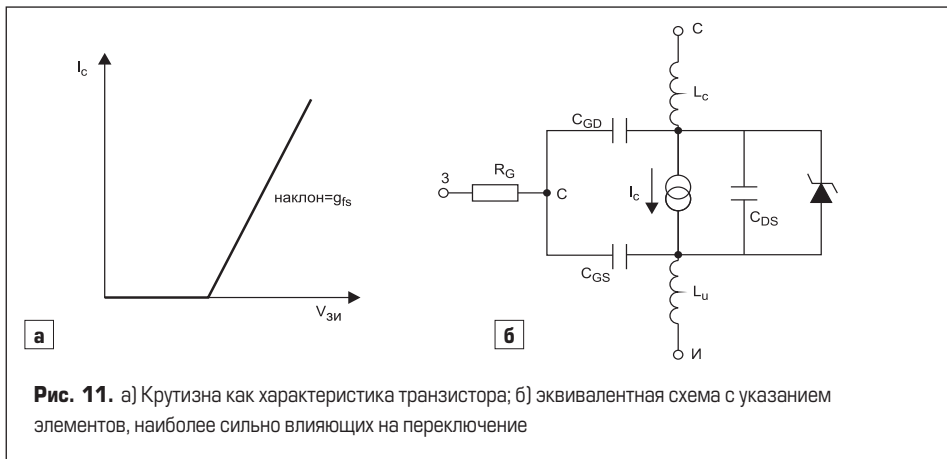 I_c
наклон=g_fs
V_ЗИ
а
С
L_c
C_GD
З
R_G
С
I_c
C_DS
C_GS
L_u
И
б
Рис. 11. а) Крутизна как характеристика транзистора; б) эквивалентная схема с указанием
элементов, наиболее сильно влияющих на переключение